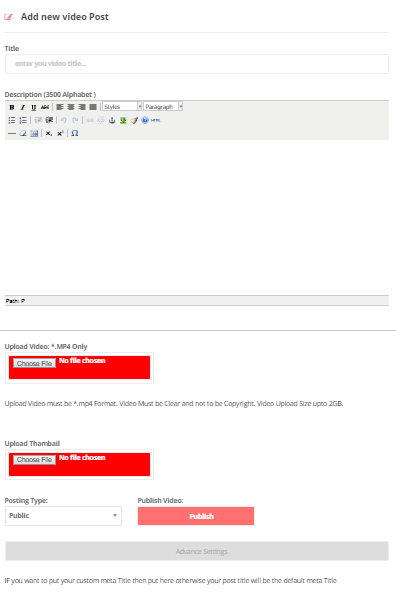 Add new video Post
Title
enter you video title...
Description (3500 Alphabet )
B I U ABC Styles Paragraph
HTML
x, x² Ω
Path: P
Upload Video: *.MP4 Only
Choose File No file chosen
Upload Video must be *.mp4 Format. Video Must be Clear and not to be Copyright. Video Upload Size upto 2GB.
Upload Thambail
Choose File No file chosen
Posting Type: Publish Video:
Public Publish
Advance Settings
IF you want to put your custom meta Title then put here otherwise your post title will be the default meta Title